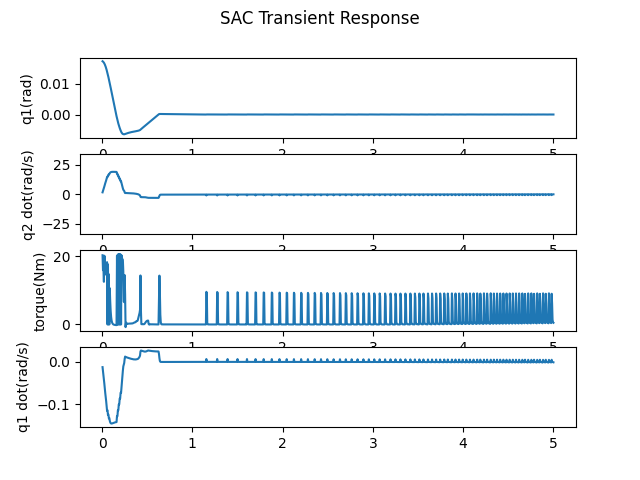 SAC Transient Response
q1(rad)
0.01
0.00
0 1 2 3 4 5
q2 dot(rad/s)
25
0
−25
0 1 2 3 4 5
torque(Nm)
20
0
0 1 2 3 4 5
q1 dot(rad/s)
0.0
−0.1
0 1 2 3 4 5